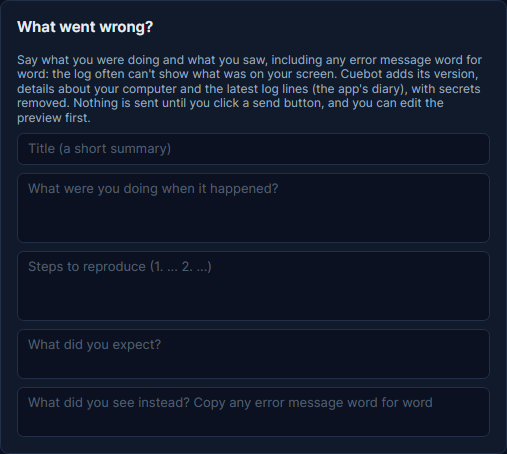 What went wrong?
Say what you were doing and what you saw, including any error message word for
word: the log often can't show what was on your screen. Cuebot adds its version,
details about your computer and the latest log lines (the app's diary), with secrets
removed. Nothing is sent until you click a send button, and you can edit the
preview first.
Title (a short summary)
What were you doing when it happened?
Steps to reproduce (1. ... 2. ...)
What did you expect?
What did you see instead? Copy any error message word for word